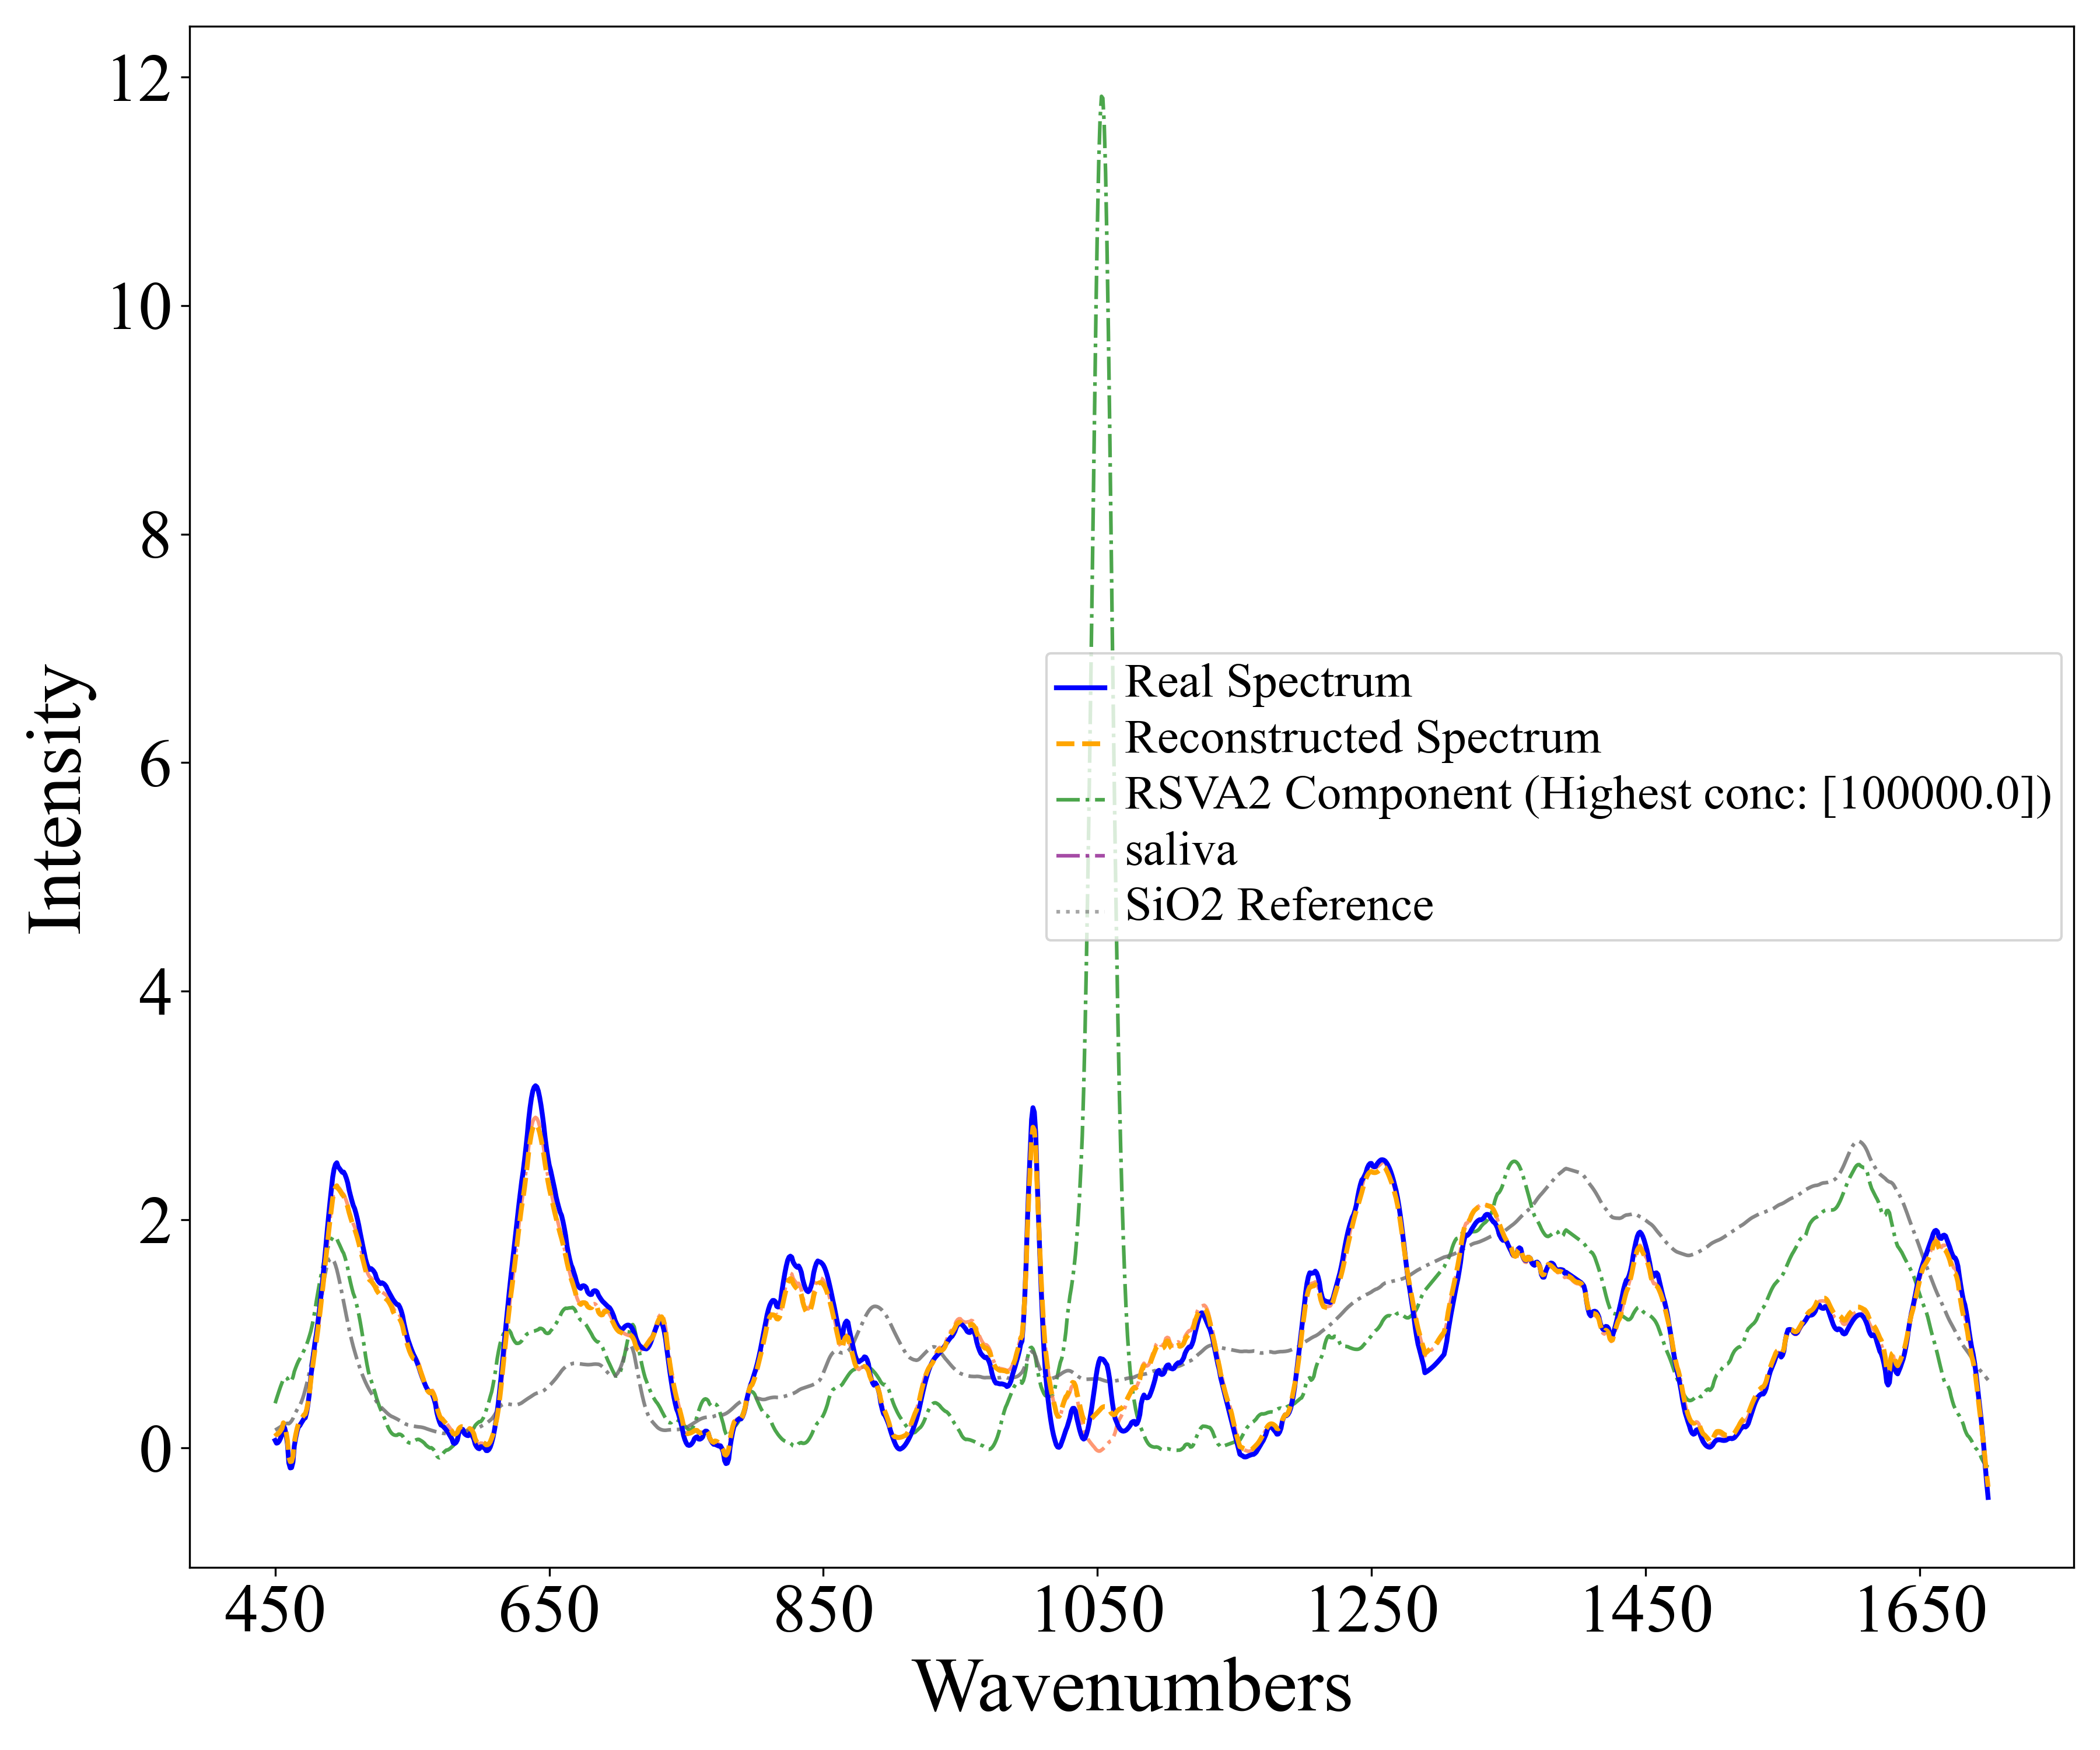 12
10
8
6
4
2
0
Intensity
Real Spectrum
Reconstructed Spectrum
RSVA2 Component (Highest conc: [100000.0])
saliva
SiO2 Reference
450 650 850 1050 1250 1450 1650
Wavenumbers